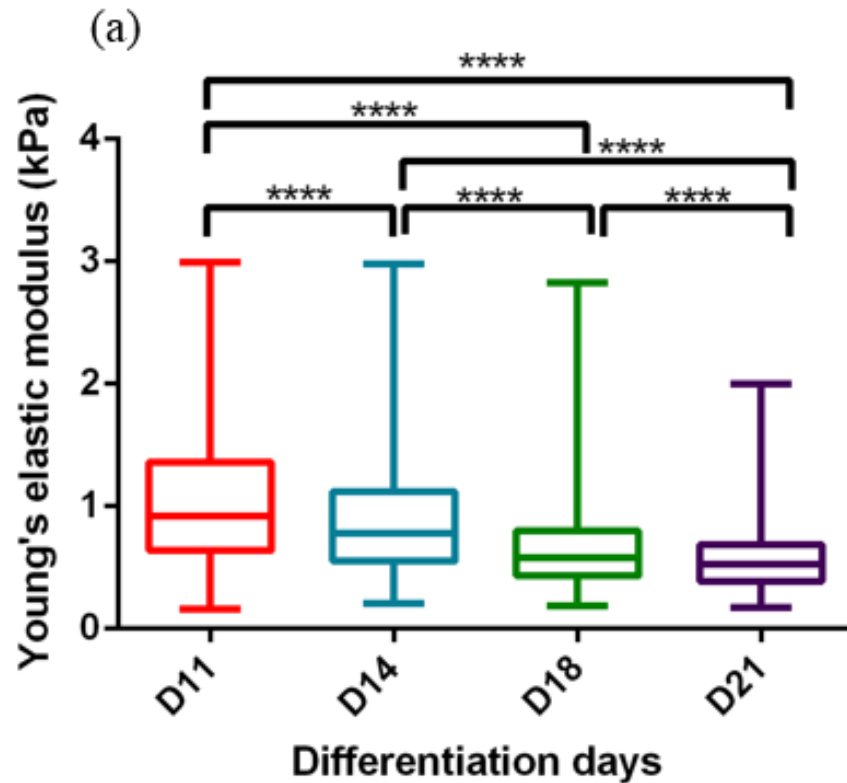 (a)
****
****
****
****
****
****
Young's elastic modulus (kPa)
4
3
2
1
0
D11
D14
D18
D21
Differentiation days